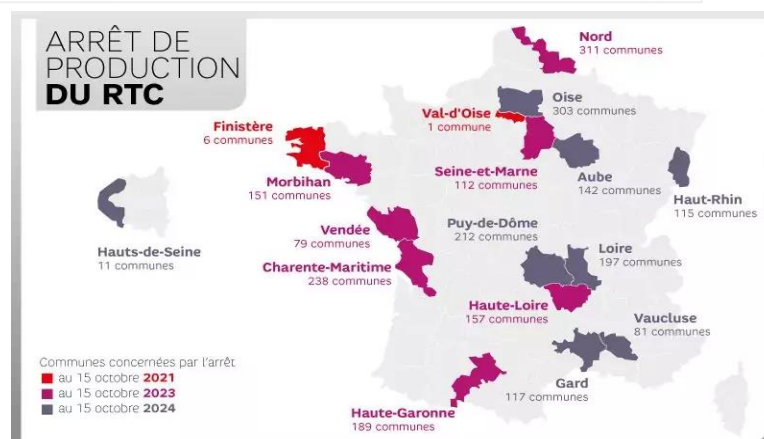 ARRÊT DE
PRODUCTION
DU RTC
Nord
311 communes
Oise
303 communes
Val-d'Oise
1 commune
Finistère
6 communes
Seine-et-Marne
112 communes
Aube
142 communes
Morbihan
151 communes
Haut-Rhin
115 communes
Puy-de-Dôme
212 communes
Vendée
79 communes
Hauts-de-Seine
11 communes
Loire
197 communes
Charente-Maritime
238 communes
Haute-Loire
157 communes
Vaucluse
81 communes
Communes concernées par l'arrêt
au 15 octobre 2021
au 15 octobre 2023
au 15 octobre 2024
Gard
117 communes
Haute-Garonne
189 communes